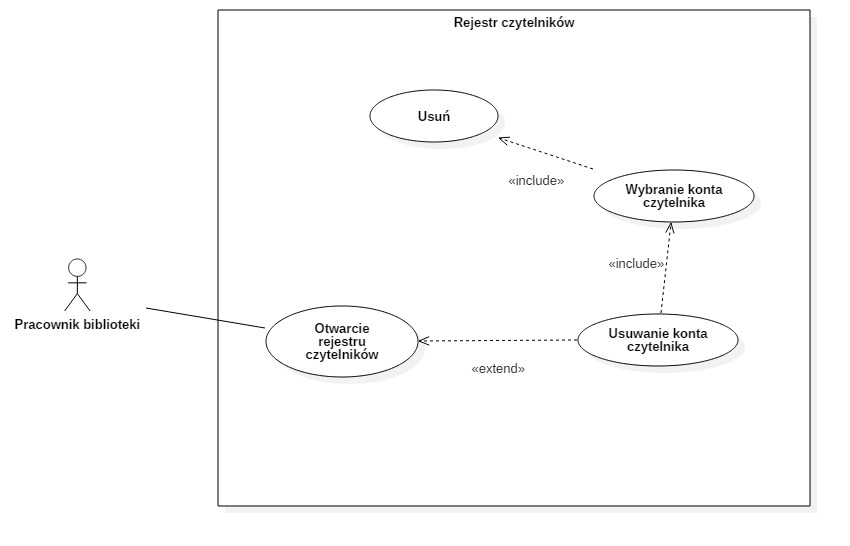 Rejestr czytelników
Usuń
«include»
Wybranie konta
czytelnika
«include»
Pracownik biblioteki
Otwarcie
rejestru
czytelników
Usuwanie konta
czytelnika
«extend»